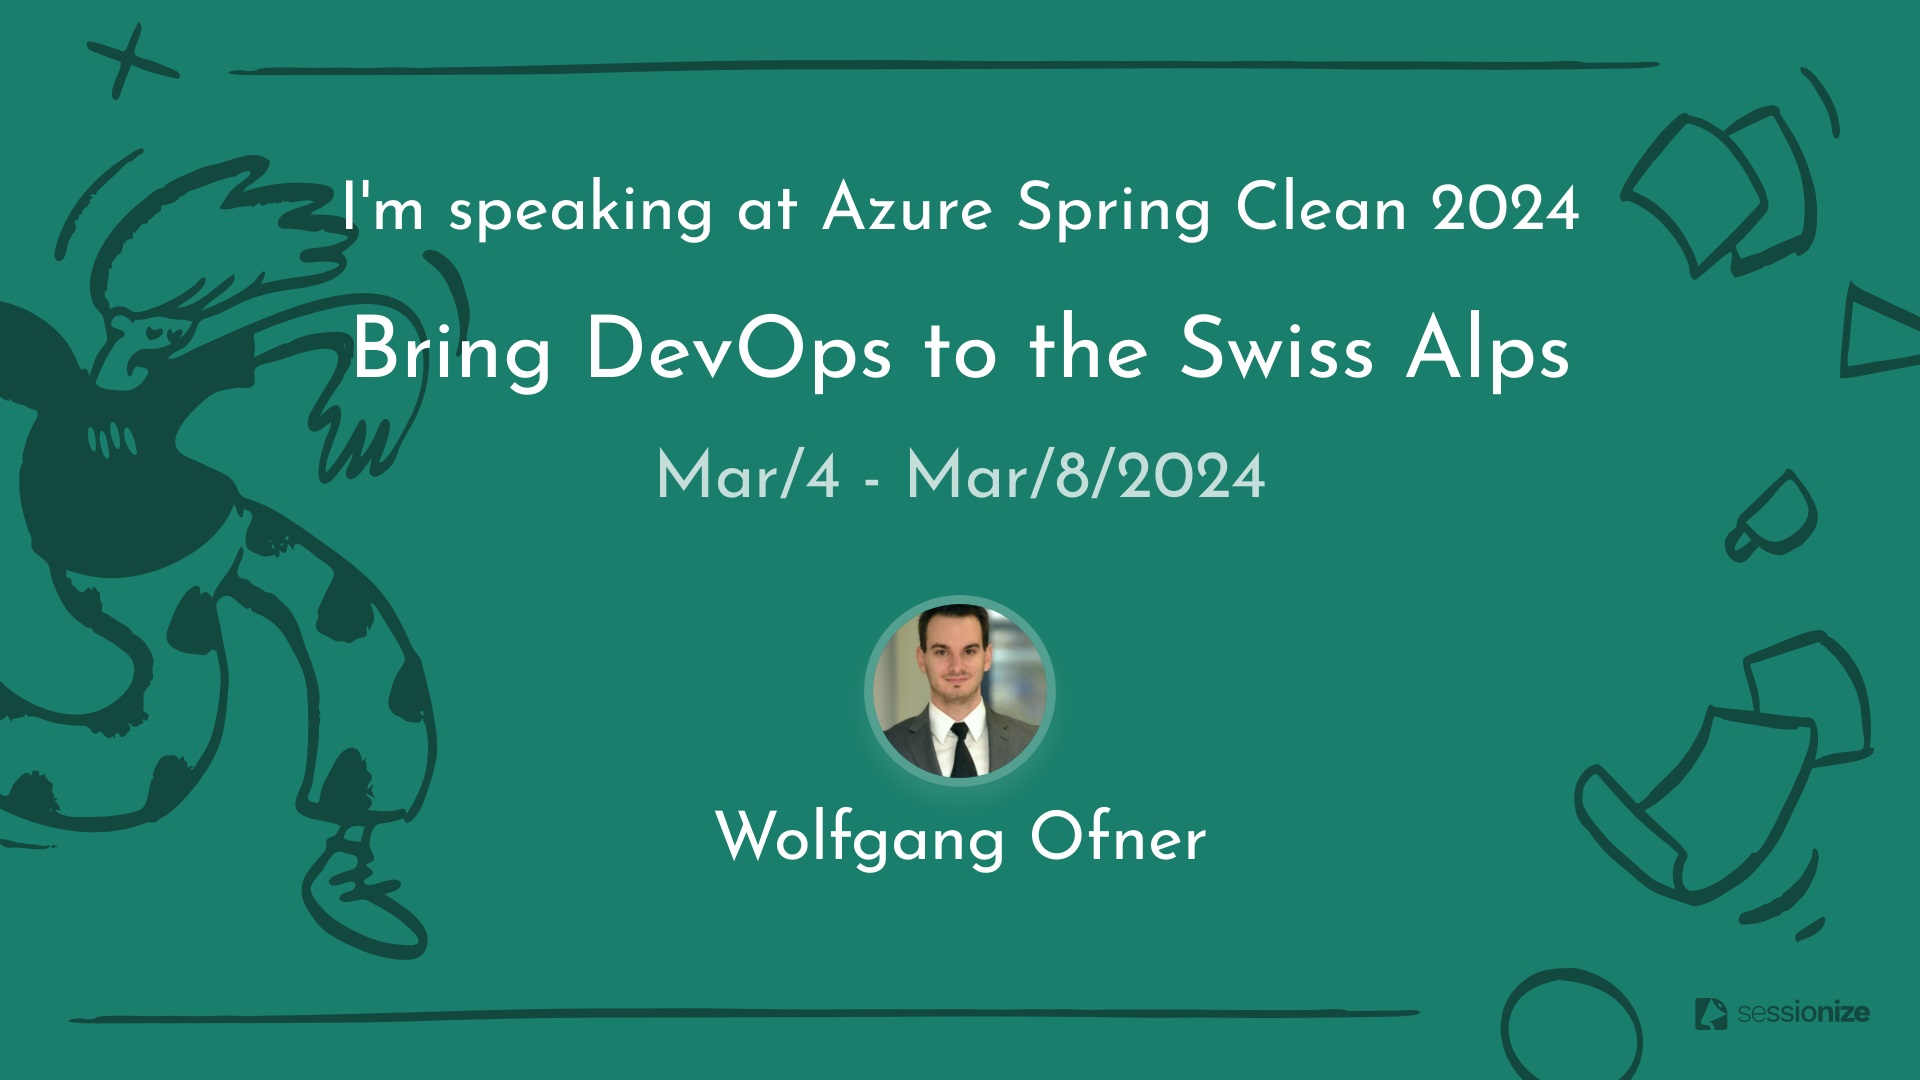 I'm speaking at Azure Spring Clean 2024
Bring DevOps to the Swiss Alps
Mar/4 - Mar/8/2024
Wolfgang Ofner
sessionize